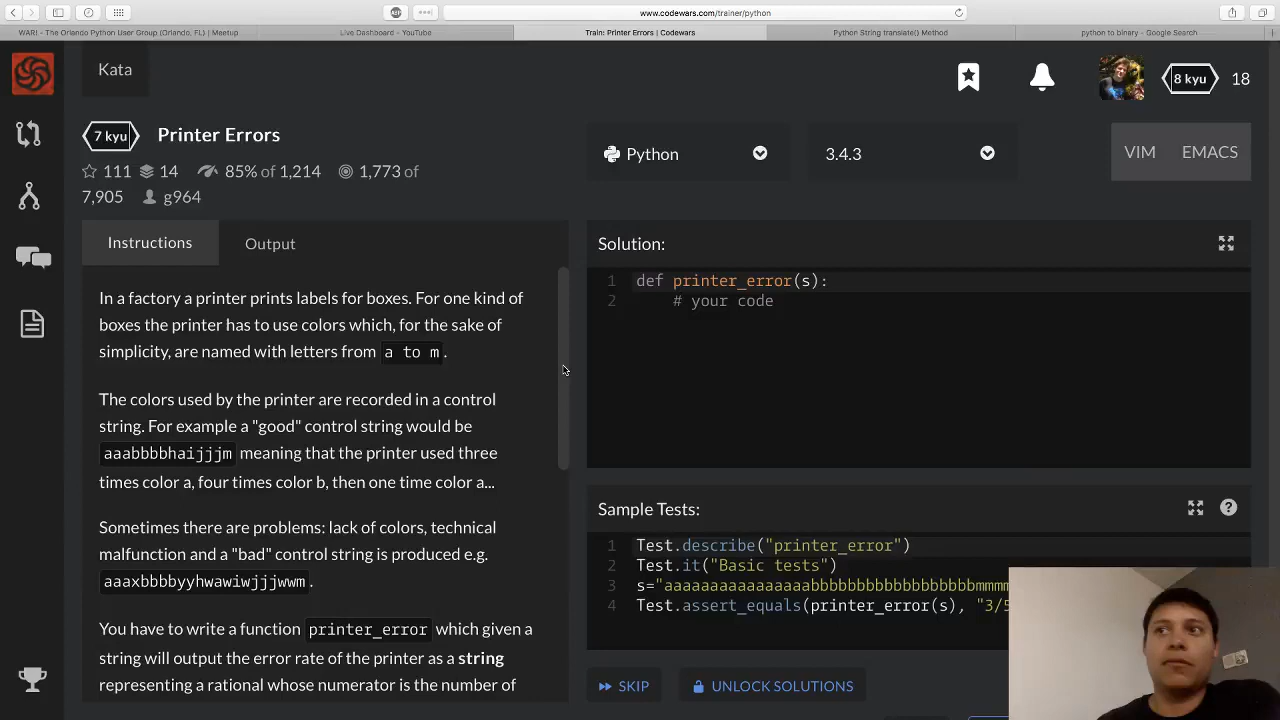 www.codewars.com/trainer/python
WAR! - The Orlando Python User Group (Orlando, FL) | Meetup
Live Dashboard - YouTube
Train: Printer Errors | Codewars
Python String translate() Method
python to binary - Google Search
Kata
8 kyu
18
7 kyu
Printer Errors
111
14
85% of 1,214
1,773 of
7,905
g964
Python
3.4.3
VIM
EMACS
Instructions
Output
In a factory a printer prints labels for boxes. For one kind of
boxes the printer has to use colors which, for the sake of
simplicity, are named with letters from a to m.
The colors used by the printer are recorded in a control
string. For example a "good" control string would be
aaabbbbhaijjjm meaning that the printer used three
times color a, four times color b, then one time color a...
Sometimes there are problems: lack of colors, technical
malfunction and a "bad" control string is produced e.g.
aaaxbbbbyyhwawiwjjjwwm.
You have to write a function printer_error which given a
string will output the error rate of the printer as a string
representing a rational whose numerator is the number of
Solution:
1 def printer_error(s):
2 # your code
Sample Tests:
1 Test.describe("printer_error")
2 Test.it("Basic tests")
3 s="aaaaaaaaaaaaaaaabbbbbbbbbbbbbbbbbbmmmm
4 Test.assert_equals(printer_error(s), "3/5
SKIP
UNLOCK SOLUTIONS